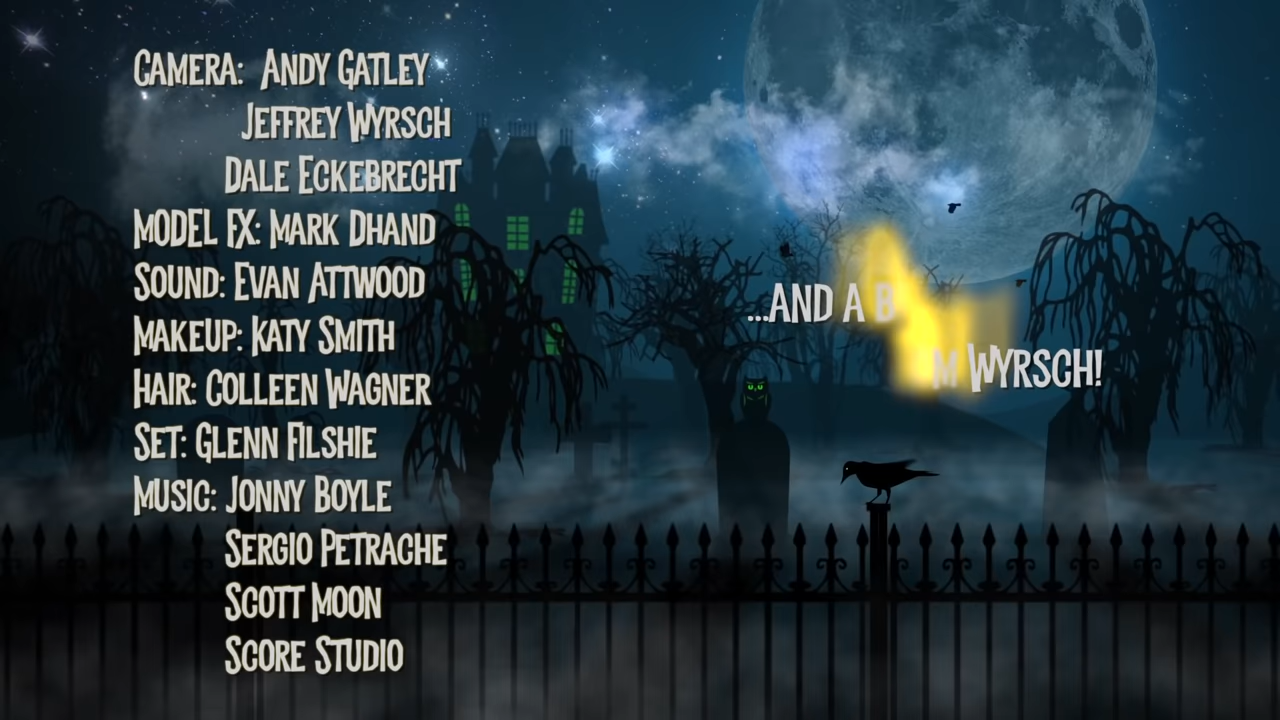 CAMERA: ANDY GATLEY
JEFFREY WYRSCH
DALE ECKEBRECHT
MODEL FX: MARK DHAND
SOUND: EVAN ATTWOOD
MAKEUP: KATY SMITH
HAIR: COLLEEN WAGNER
SET: GLENN FILSHIE
MUSIC: JONNY BOYLE
SERGIO PETRACHE
SCOTT MOON
SCORE STUDIO
...AND A
WYRSCH!